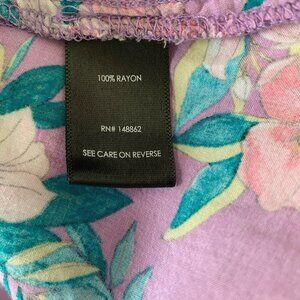 100% RAYON
RN# 148862
SEE CARE ON REVERSE